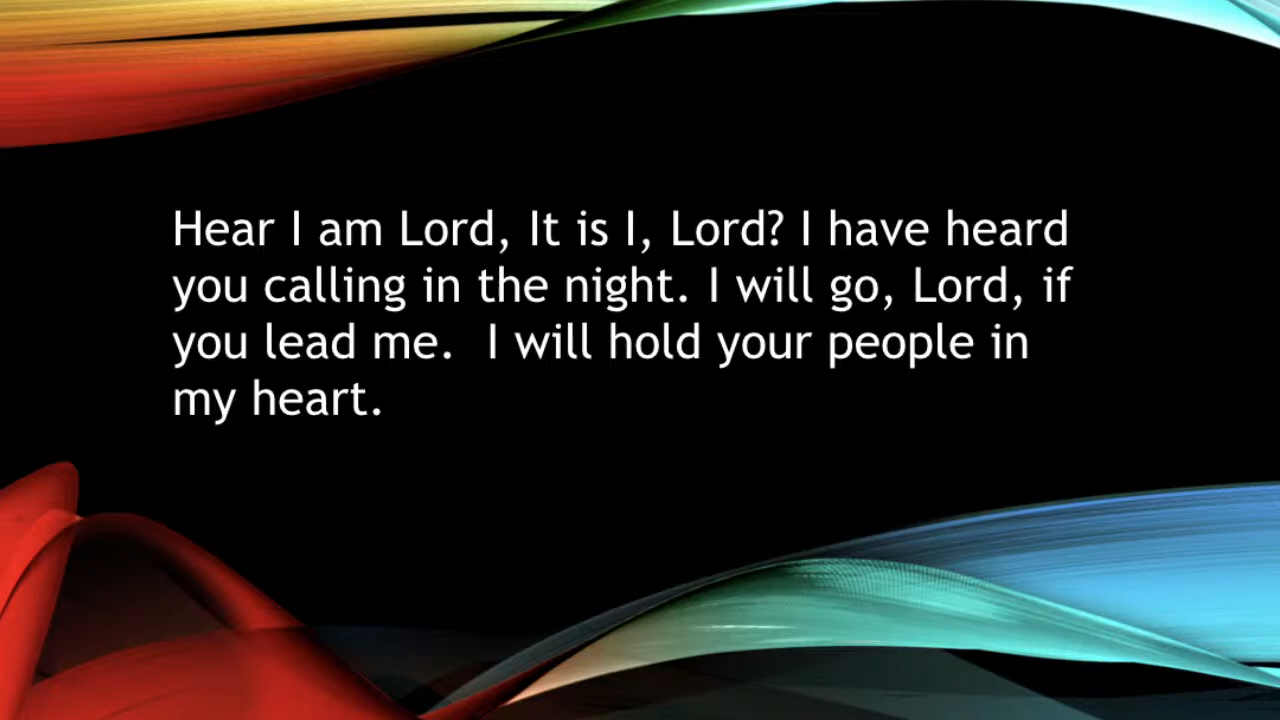 Hear I am Lord, It is I, Lord? I have heard
you calling in the night. I will go, Lord, if
you lead me.  I will hold your people in
my heart.